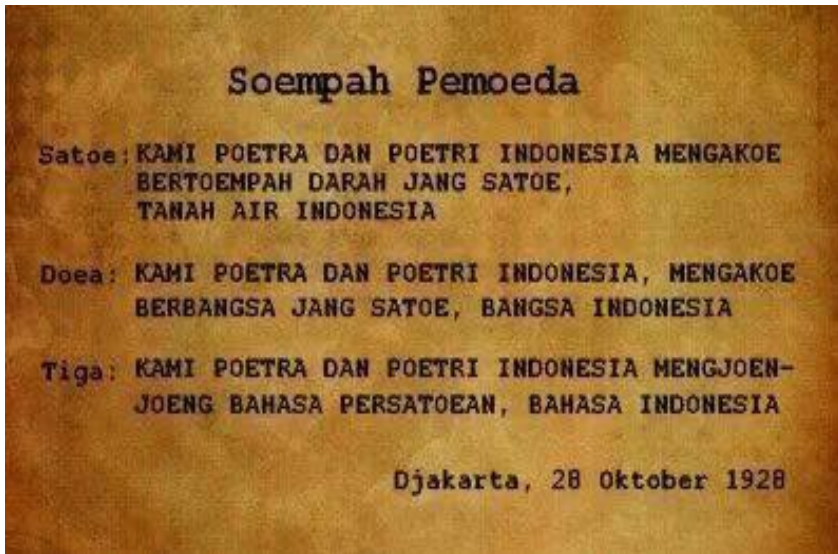 Soempah Pemoeda
Satoe: KAMI POETRA DAN POETRI INDONESIA MENGAKOE
BERTOEMPAH DARAH JANG SATOE,
TANAH AIR INDONESIA
Doea: KAMI POETRA DAN POETRI INDONESIA, MENGAKOE
BERBANGSA JANG SATOE, BANGSA INDONESIA
Tiga: KAMI POETRA DAN POETRI INDONESIA MENGJOEN-
JOENG BAHASA PERSATOEAN, BAHASA INDONESIA
Djakarta, 28 Oktober 1928